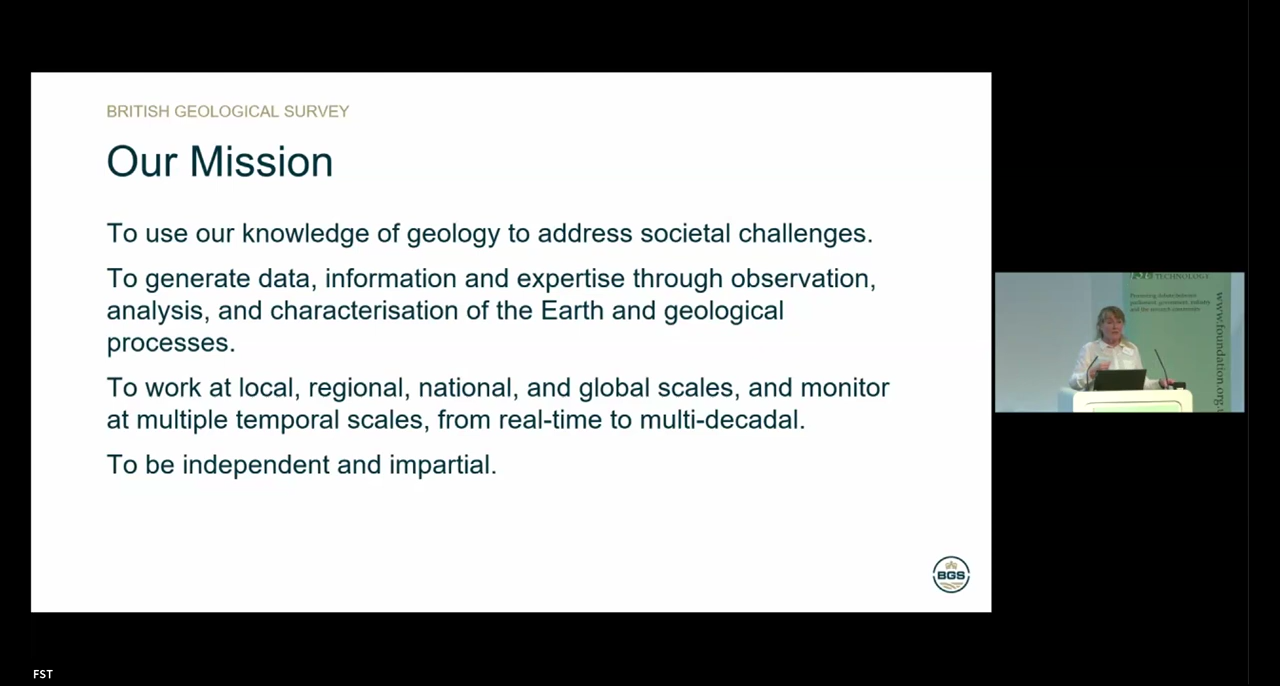 BRITISH GEOLOGICAL SURVEY
Our Mission
To use our knowledge of geology to address societal challenges.
To generate data, information and expertise through observation,
analysis, and characterisation of the Earth and geological
processes.
To work at local, regional, national, and global scales, and monitor
at multiple temporal scales, from real-time to multi-decadal.
To be independent and impartial.
BGS
TECHNOLOGY
www.foundation.org.u
FST